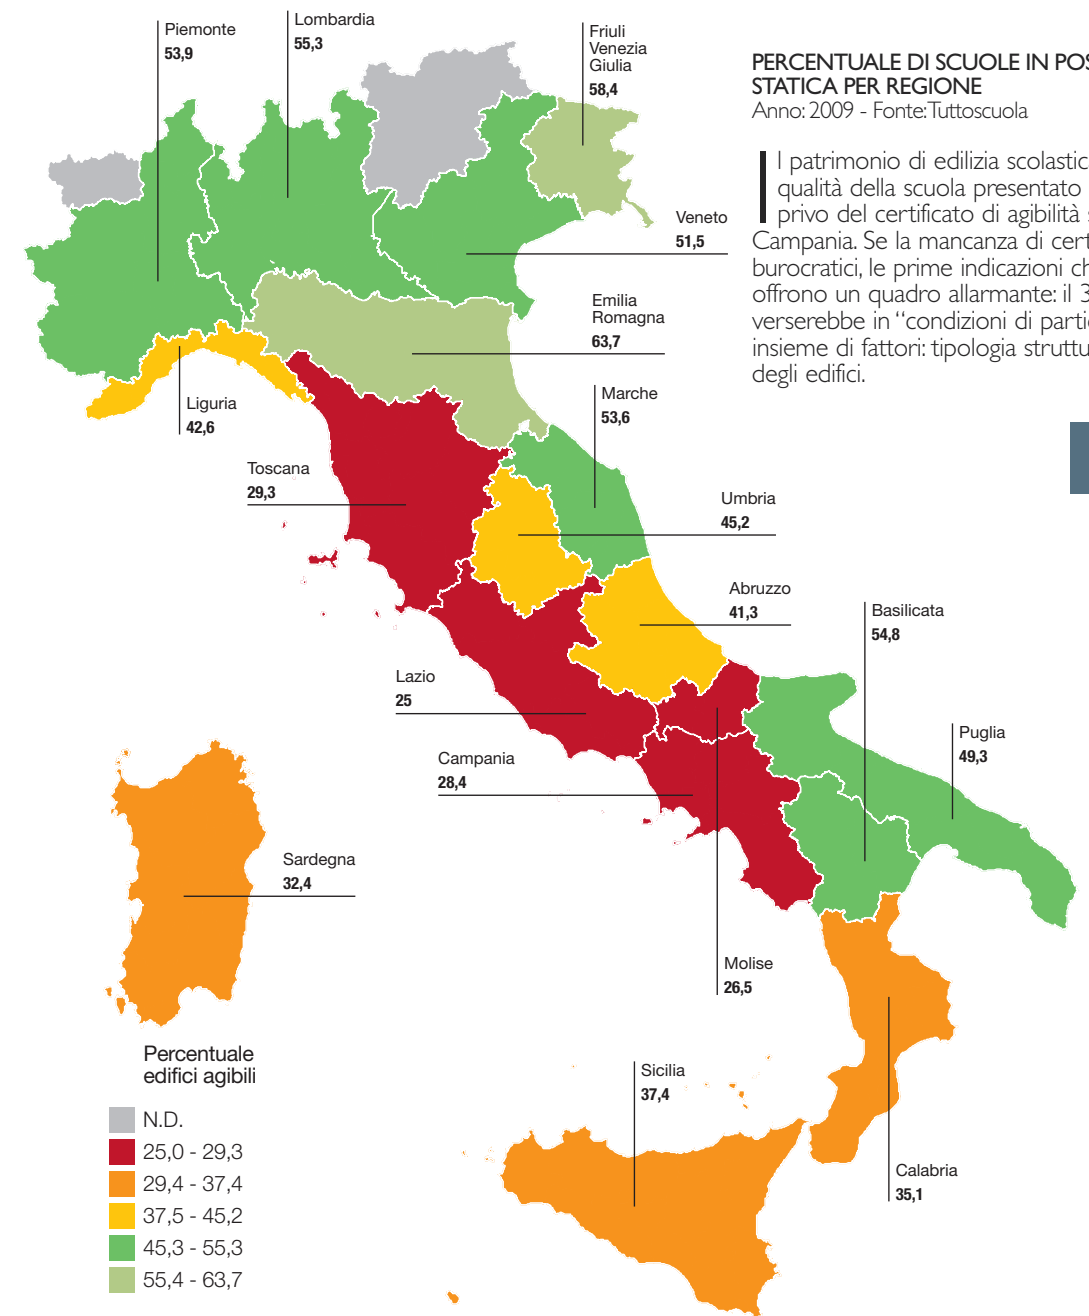 PERCENTUALE DI SCUOLE IN POS
STATICA PER REGIONE
Anno: 2009 - Fonte: Tuttoscuola
Il patrimonio di edilizia scolastica
qualità della scuola presentato
privo del certificato di agibilità s
Campania. Se la mancanza di cert
burocratici, le prime indicazioni ch
offrono un quadro allarmante: il 3
verserebbe in “condizioni di partic
insieme di fattori: tipologia struttu
degli edifici.
Piemonte
53,9
Lombardia
55,3
Friuli
Venezia
Giulia
58,4
Veneto
51,5
Emilia
Romagna
63,7
Liguria
42,6
Marche
53,6
Toscana
29,3
Umbria
45,2
Abruzzo
41,3
Basilicata
54,8
Lazio
25
Puglia
49,3
Campania
28,4
Sardegna
32,4
Molise
26,5
Sicilia
37,4
Calabria
35,1
Percentuale
edifici agibili
N.D.
25,0 - 29,3
29,4 - 37,4
37,5 - 45,2
45,3 - 55,3
55,4 - 63,7